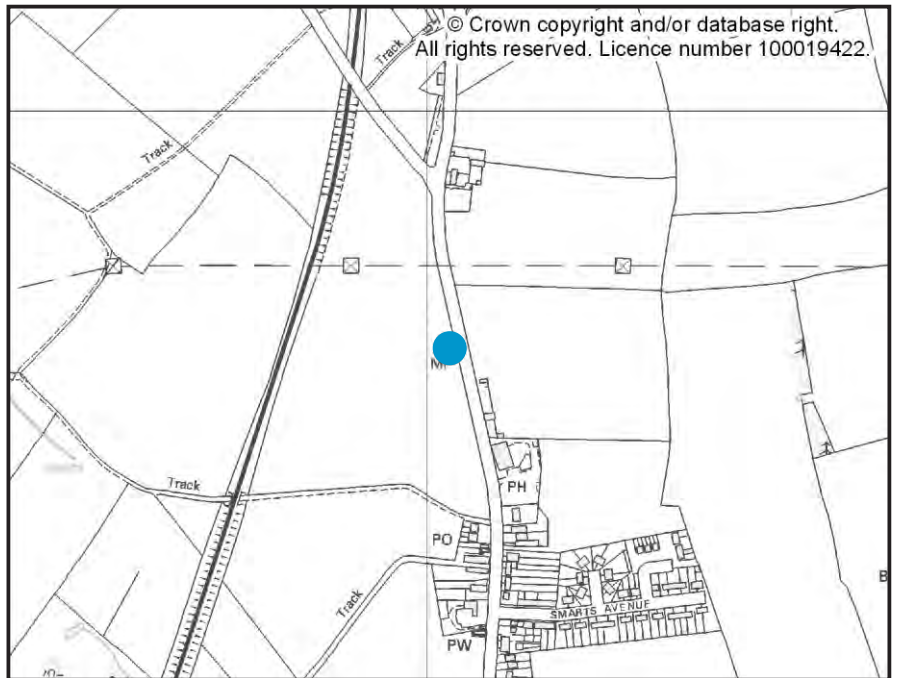 © Crown copyright and/or database right.
All rights reserved. Licence number 100019422.
Track
Track
Track
PH
PO
SMARTS AVENUE
Track
PW
B